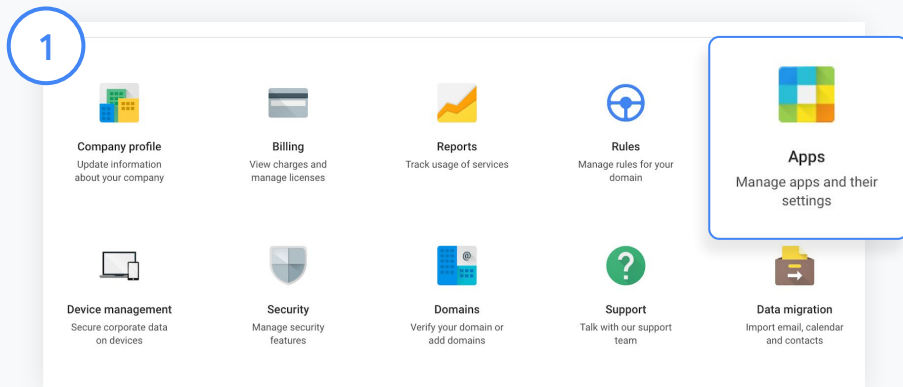 1
Company profile
Update information
about your company
Billing
View charges and
manage licenses
Reports
Track usage of services
Rules
Manage rules for your
domain
Apps
Manage apps and their
settings
Device management
Secure corporate data
on devices
Security
Manage security
features
@
Domains
Verify your domain or
add domains
?
Support
Talk with our support
team
Data migration
Import email, calendar
and contacts